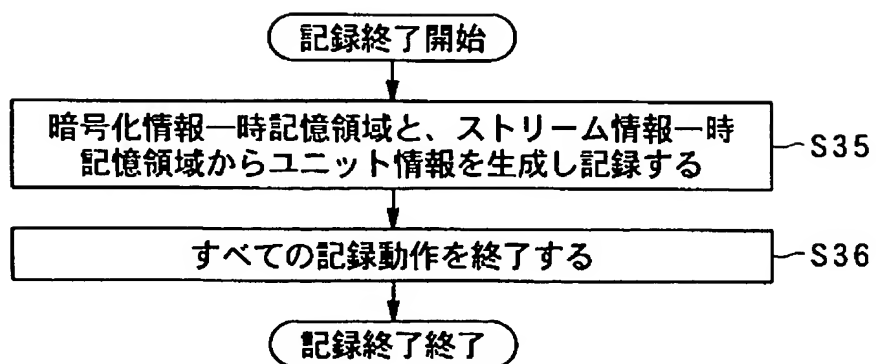 記録終了開始
暗号化情報一時記憶領域と、ストリーム情報一時
記憶領域からユニット情報を生成し記録する
S35
すべての記録動作を終了する
S36
記録終了終了